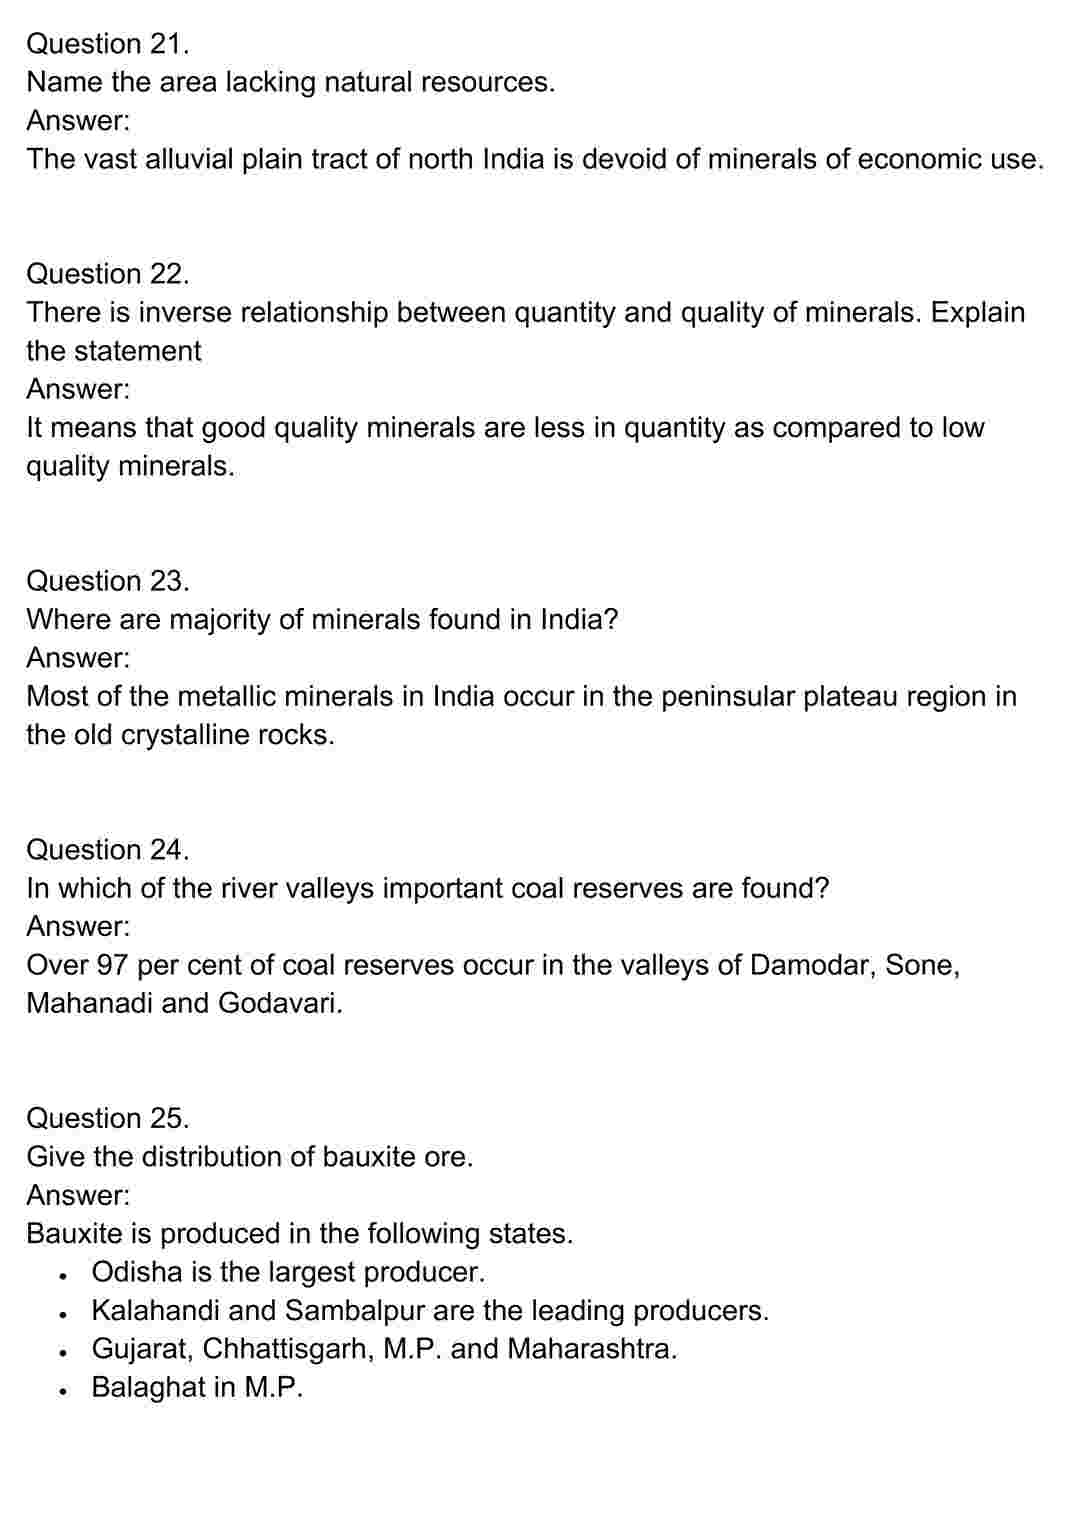 Question 21.
Name the area lacking natural resources.
Answer:
The vast alluvial plain tract of north India is devoid of minerals of economic use.
Question 22.
There is inverse relationship between quantity and quality of minerals. Explain
the statement
Answer:
It means that good quality minerals are less in quantity as compared to low
quality minerals.
Question 23.
Where are majority of minerals found in India?
Answer:
Most of the metallic minerals in India occur in the peninsular plateau region in
the old crystalline rocks.
Question 24.
In which of the river valleys important coal reserves are found?
Answer:
Over 97 per cent of coal reserves occur in the valleys of Damodar, Sone,
Mahanadi and Godavari.
Question 25.
Give the distribution of bauxite ore.
Answer:
Bauxite is produced in the following states.
• Odisha is the largest producer.
• Kalahandi and Sambalpur are the leading producers.
• Gujarat, Chhattisgarh, M.P. and Maharashtra.
• Balaghat in M.P.